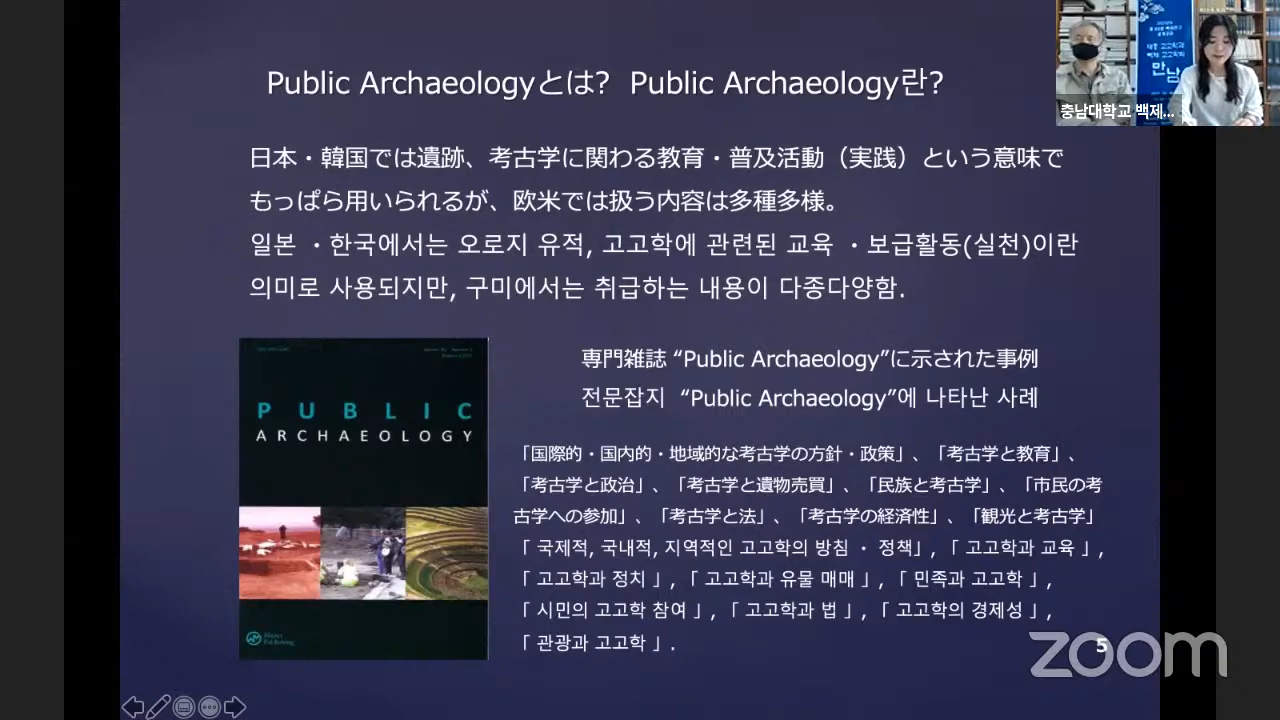 Public Archaeologyとは? Public Archaeology란?
日本・韓国では遺跡、考古学に関わる教育・普及活動（実践）という意味で
もっぱら用いられるが、欧米では扱う内容は多種多様。
일본 ・한국에서는 오로지 유적, 고고학에 관련된 교육 ・보급활동(실천)이란
의미로 사용되지만, 구미에서는 취급하는 내용이 다종다양함.
専門雑誌 “Public Archaeology”に示された事例
전문잡지 “Public Archaeology”에 나타난 사례
PUBLIC
ARCHAEOLOGY
「国際的・国内的・地域的な考古学の方針・政策」、「考古学と教育」、
「考古学と政治」、「考古学と遺物売買」、「民族と考古学」、「市民の考
古学への参加」、「考古学と法」、「考古学の経済性」、「観光と考古学」
「 국제적, 국내적, 지역적인 고고학의 방침 ・ 정책」, 「 고고학과 교육 」,
「 고고학과 정치 」, 「 고고학과 유물 매매 」, 「 민족과 고고학 」,
「 시민의 고고학 참여 」, 「 고고학과 법 」, 「 고고학의 경제성 」,
「 관광과 고고학 」.
5
zoom
만남
충남대학교 백제...